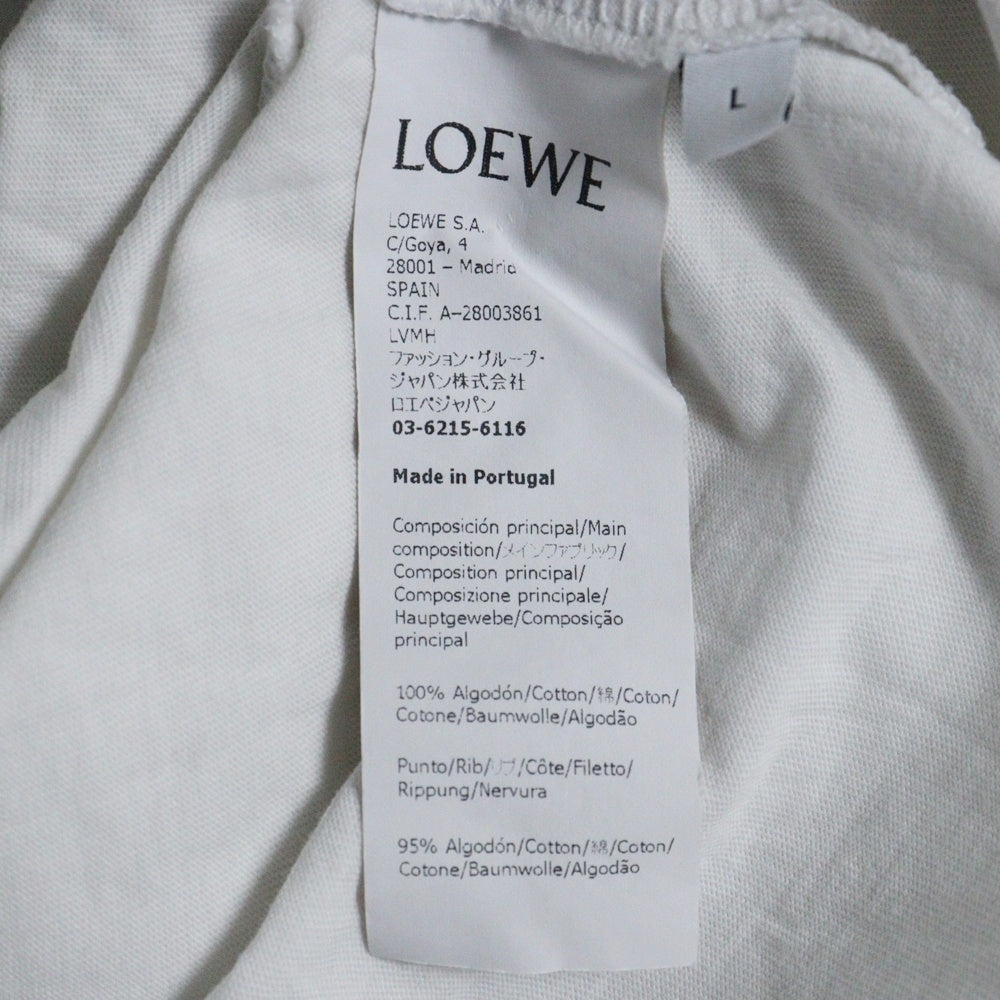 LOEWE
L
LOEWE S.A.
C/Goya, 4
28001 – Madrid
SPAIN
C.I.F. A-28003861
LVMH
ファッション・グループ・
ジャパン株式会社
ロエベジャパン
03-6215-6116
Made in Portugal
Composición principal/Main
composition/メインファブリック/
Composition principal/
Composizione principale/
Hauptgewebe/Composição
principal
100% Algodón/Cotton/綿/Coton/
Cotone/Baumwolle/Algodão
Punto/Rib/リブ/Côte/Filetto/
Rippung/Nervura
95% Algodón/Cotton/綿/Coton/
Cotone/Baumwolle/Algodão